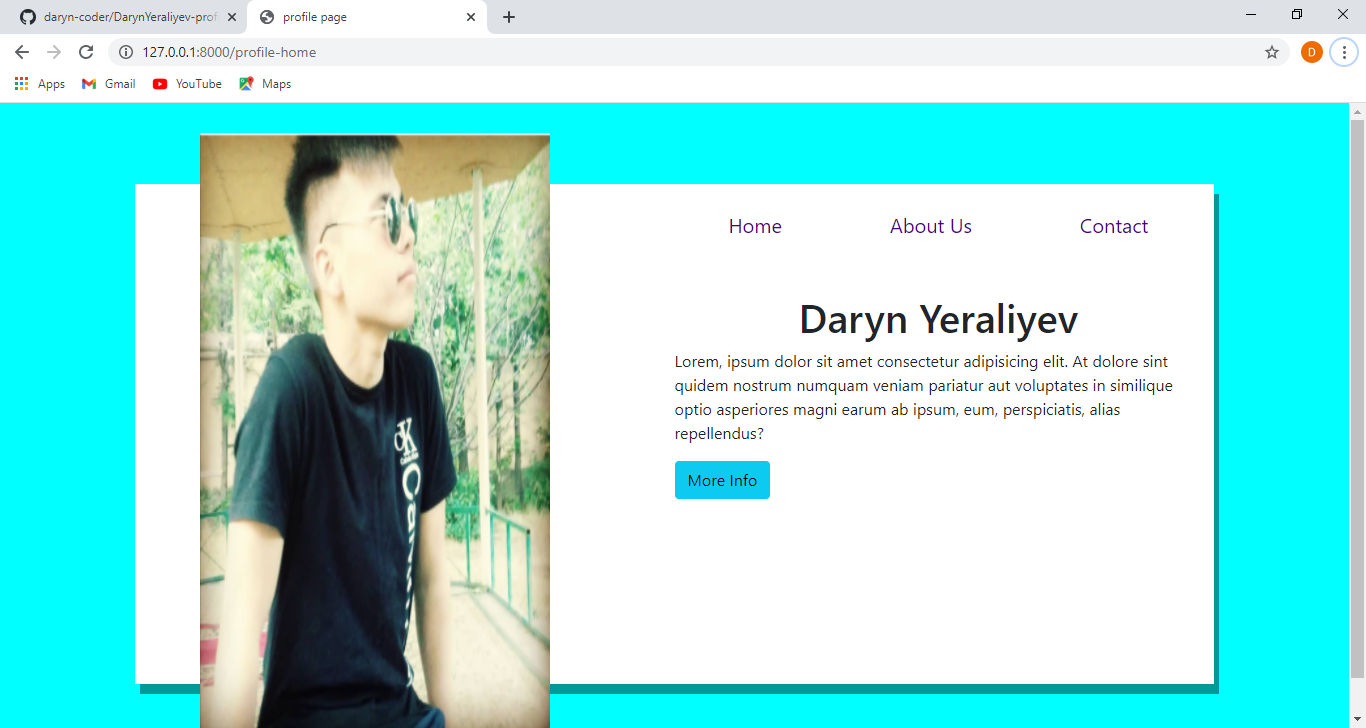 daryn-coder/DarynYeraliyev-prof
profile page
127.0.0.1:8000/profile-home
D
Apps
Gmail
YouTube
Maps
Home
About Us
Contact
Daryn Yeraliyev
Lorem, ipsum dolor sit amet consectetur adipisicing elit. At dolore sint
quidem nostrum numquam veniam pariatur aut voluptates in similique
optio asperiores magni earum ab ipsum, eum, perspiciatis, alias
repellendus?
More Info
cK